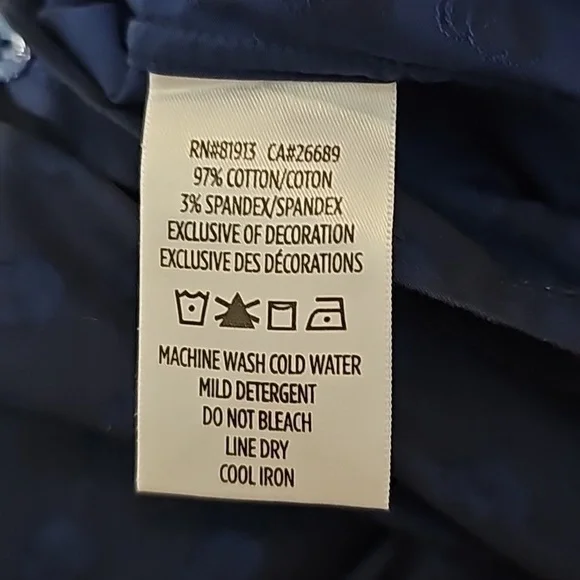 RN#81913 CA#26689
97% COTTON/COTON
3% SPANDEX/SPANDEX
EXCLUSIVE OF DECORATION
EXCLUSIVE DES DÉCORATIONS
MACHINE WASH COLD WATER
MILD DETERGENT
DO NOT BLEACH
LINE DRY
COOL IRON